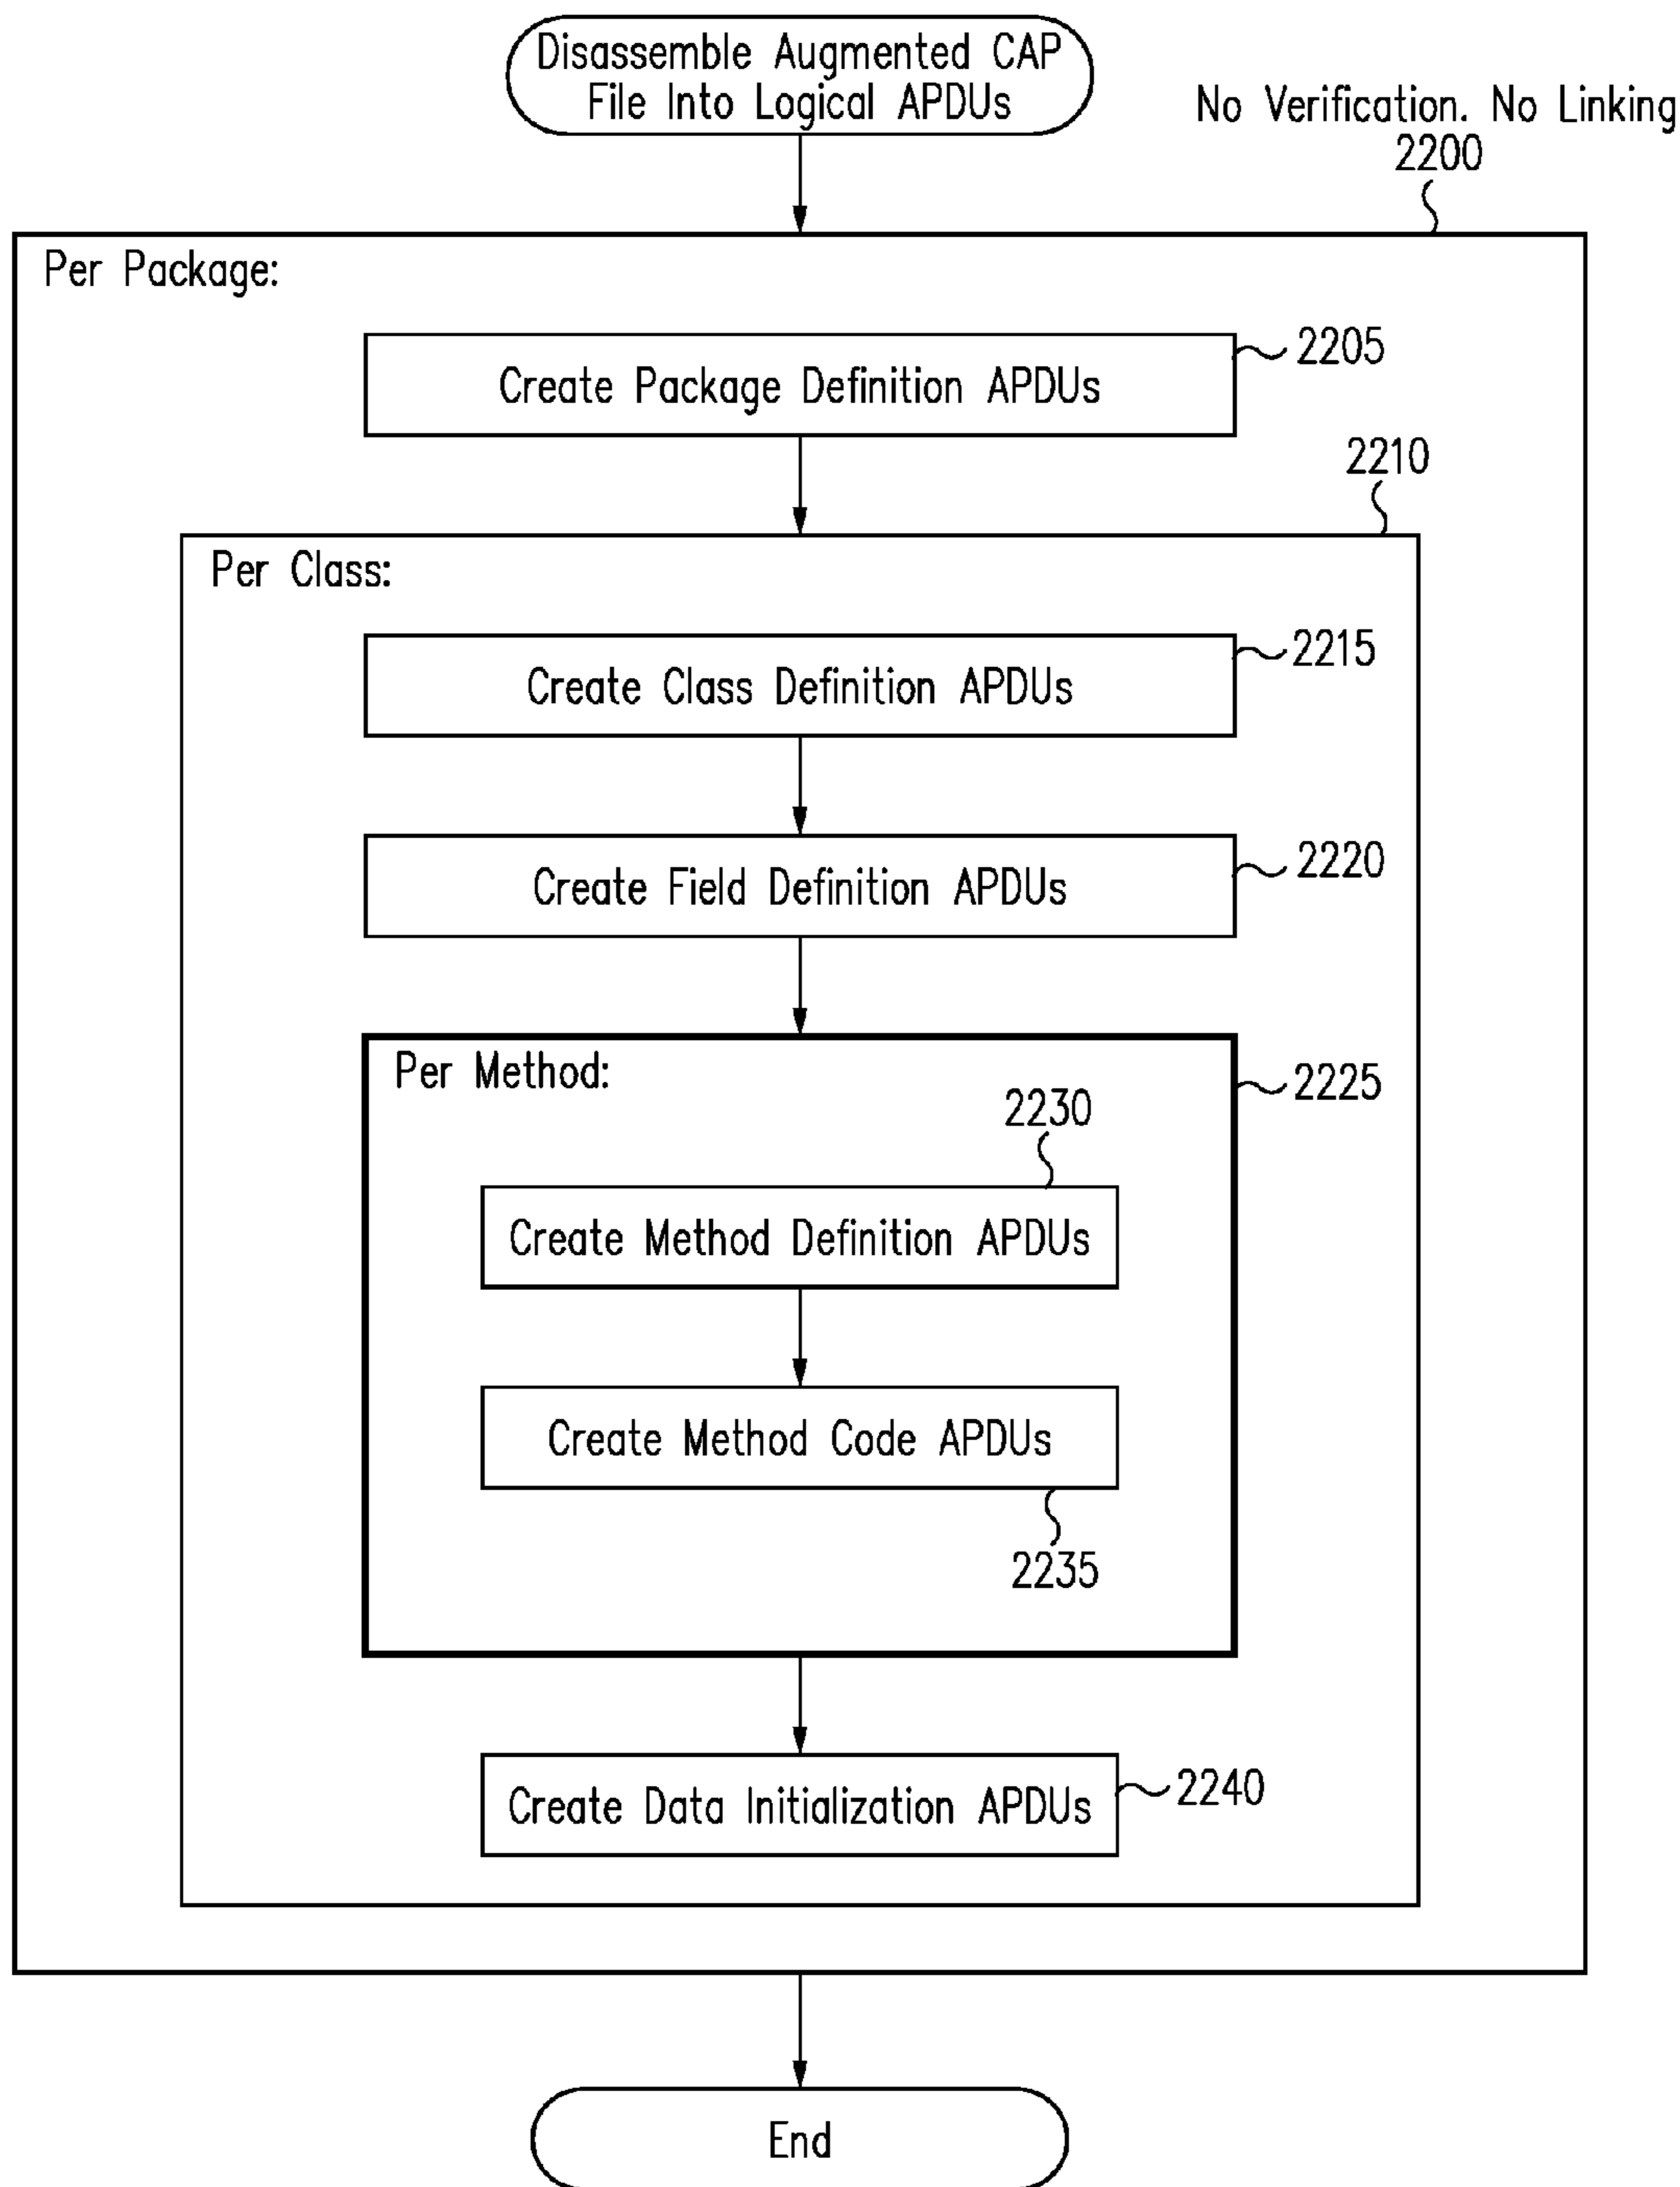 Disassemble Augmented CAP
File Into Logical APDUs
No Verification. No Linking
2200
Per Package:
2205
Create Package Definition APDUs
2210
Per Class:
2215
Create Class Definition APDUs
2220
Create Field Definition APDUs
Per Method:
2225
2230
Create Method Definition APDUs
Create Method Code APDUs
2235
2240
Create Data Initialization APDUs
End